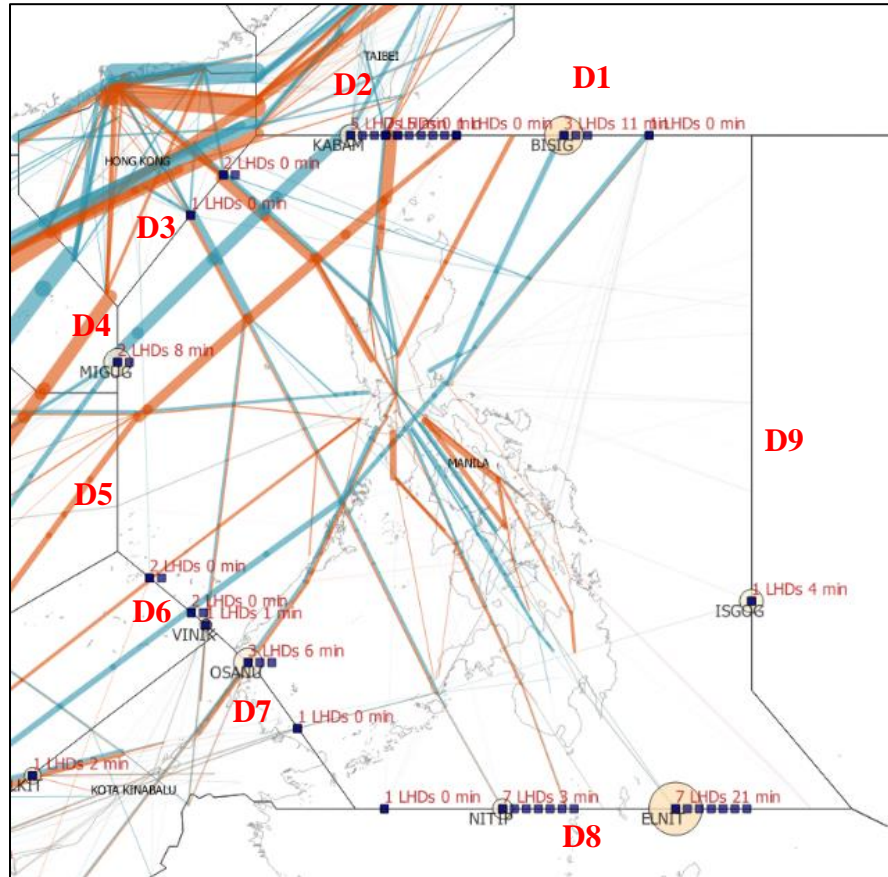 D1
D2
TAIBEI
3 LHDs 11 min
1 LHDs 0 min
1 LHDs 0 min
KABAM
BISIG
HONG KONG
2 LHDs 0 min
1 LHDs 0 min
D3
D4
2 LHDs 8 min
MIGUG
D9
MANILA
D5
2 LHDs 0 min
1 LHDs 4 min
ISGOG
D6
2 LHDs 0 min
1 LHDs 1 min
VINIK
3 LHDs 6 min
OSANU
D7
1 LHDs 0 min
1 LHDs 2 min
LKIT
KOTA KINABALU
1 LHDs 0 min
7 LHDs 3 min
7 LHDs 21 min
NITIP
ELNIT
D8